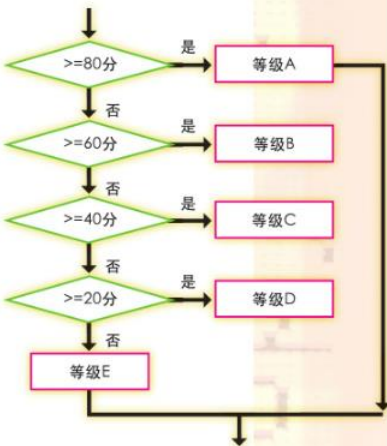 >=80分
是
等级A
否
>=60分
是
等级B
否
>=40分
是
等级C
否
>=20分
是
等级D
否
等级E